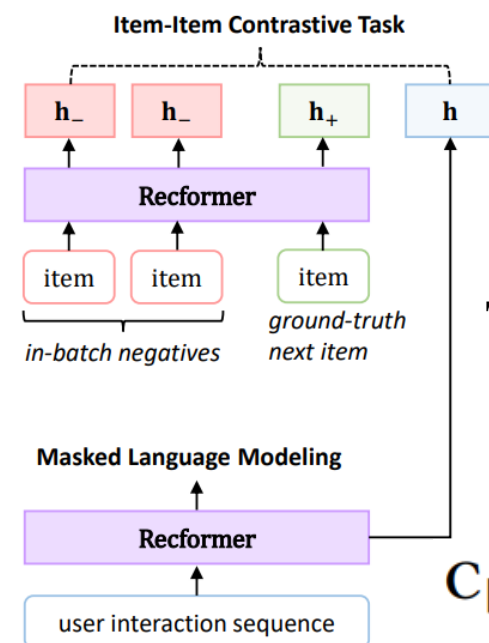 Item-Item Contrastive Task
h₋ h₋ h₊ h
Recformer
item item item
in-batch negatives
ground-truth
next item
Masked Language Modeling
Recformer
C
user interaction sequence